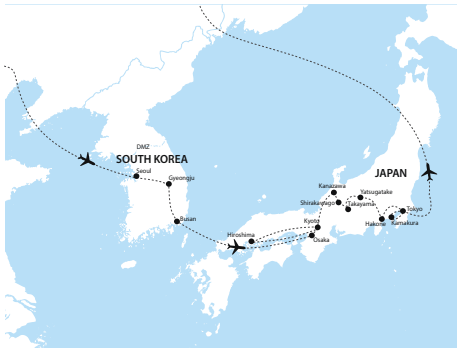 DMZ
SOUTH KOREA
Seoul
Gyeongju
Busan
JAPAN
Kanazawa
Yatsugatake
Shirakawago
Takayama
Tokyo
Kamakura
Hakone
Kyoto
Hiroshima
Osaka